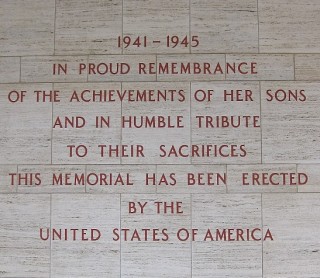 1941 – 1945
IN PROUD REMEMBRANCE
OF THE ACHIEVEMENTS OF HER SONS
AND IN HUMBLE TRIBUTE
TO THEIR SACRIFICES
THIS MEMORIAL HAS BEEN ERECTED
BY THE
UNITED STATES OF AMERICA